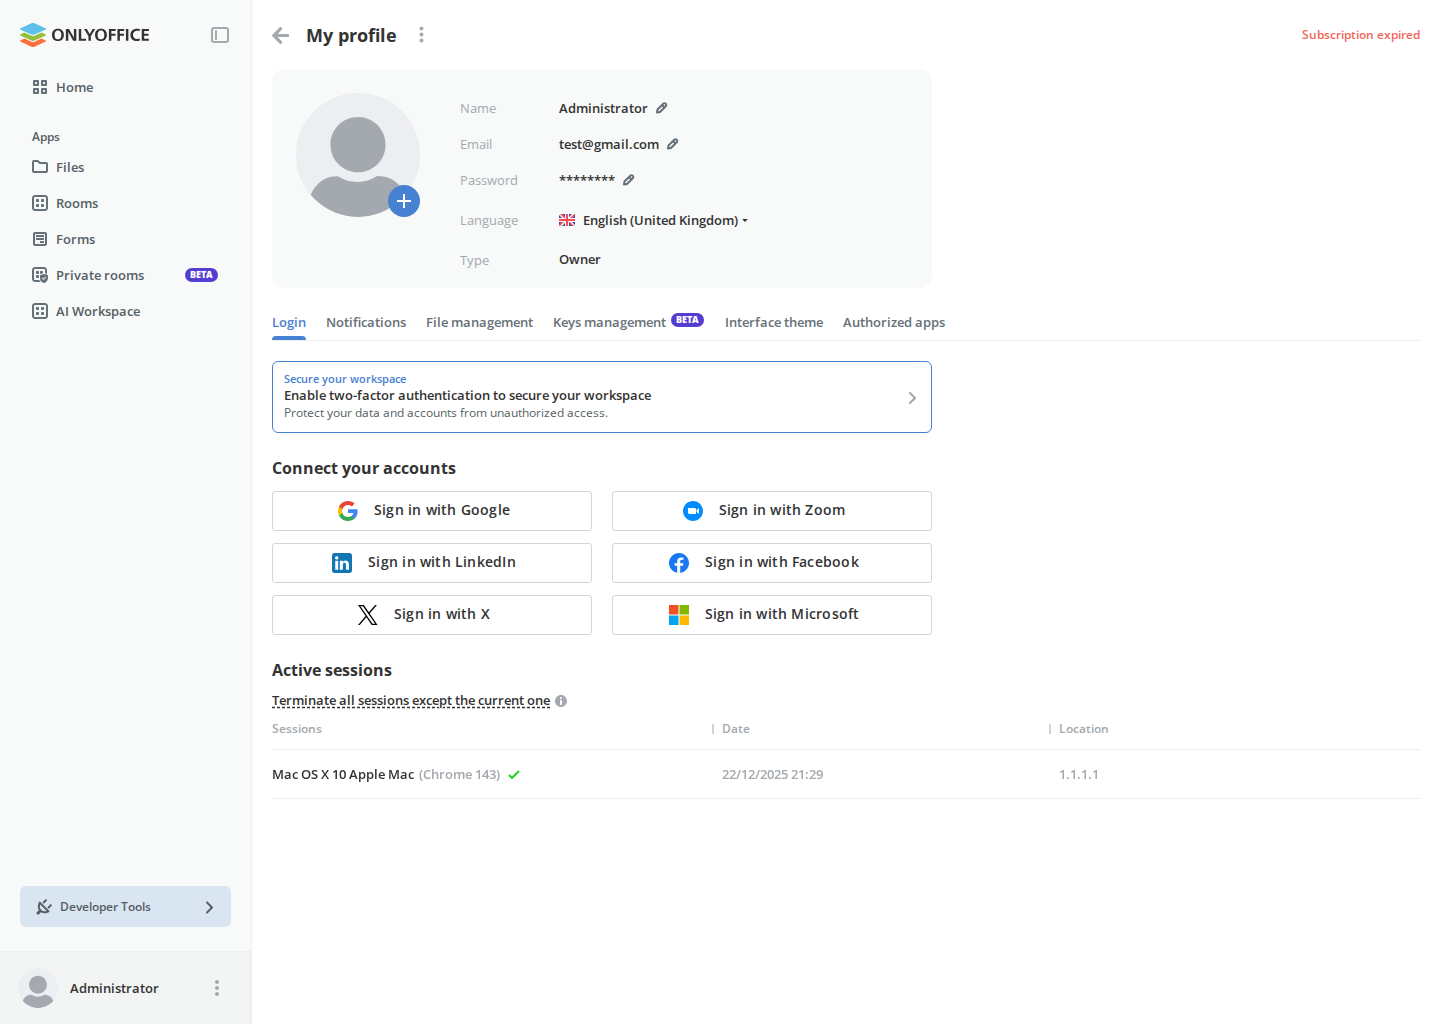 ONLYOFFICE
Home
Apps
Files
Rooms
Forms
Private rooms BETA
AI Workspace
Developer Tools
Administrator
My profile
Subscription expired
Name Administrator
Email test@gmail.com
Password ********
Language English (United Kingdom)
Type Owner
Login Notifications File management Keys management BETA Interface theme Authorized apps
Secure your workspace
Enable two-factor authentication to secure your workspace
Protect your data and accounts from unauthorized access.
Connect your accounts
Sign in with Google Sign in with Zoom
Sign in with LinkedIn Sign in with Facebook
Sign in with X Sign in with Microsoft
Active sessions
Terminate all sessions except the current one
Sessions Date Location
Mac OS X 10 Apple Mac (Chrome 143) 22/12/2025 21:29 1.1.1.1